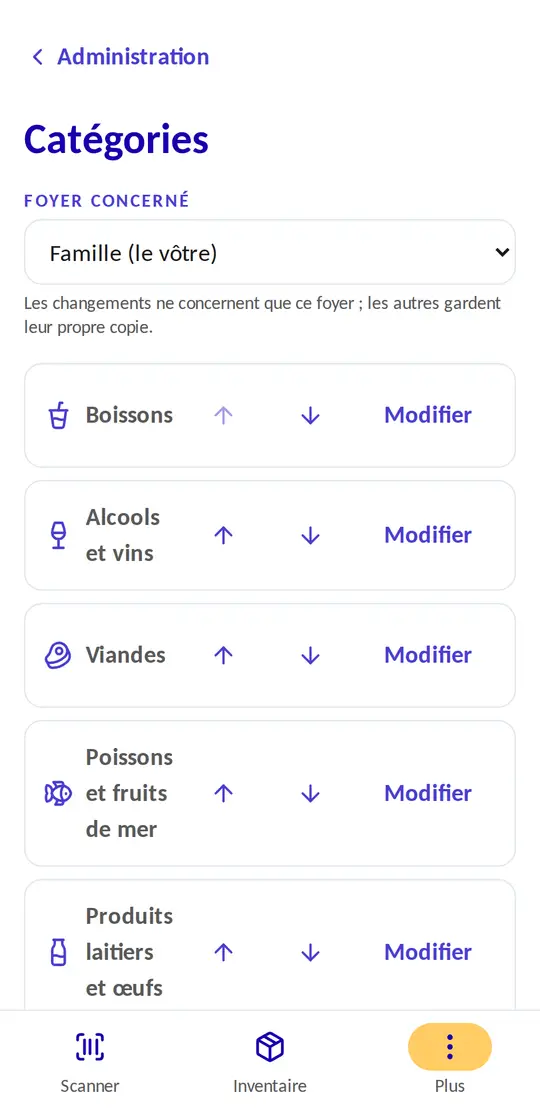 Administration
Catégories
FOYER CONCERNÉ
Famille (le vôtre)
Les changements ne concernent que ce foyer ; les autres gardent
leur propre copie.
Boissons
Modifier
Alcools
et vins
Modifier
Viandes
Modifier
Poissons
et fruits
de mer
Modifier
Produits
laitiers
et œufs
Modifier
Scanner
Inventaire
Plus